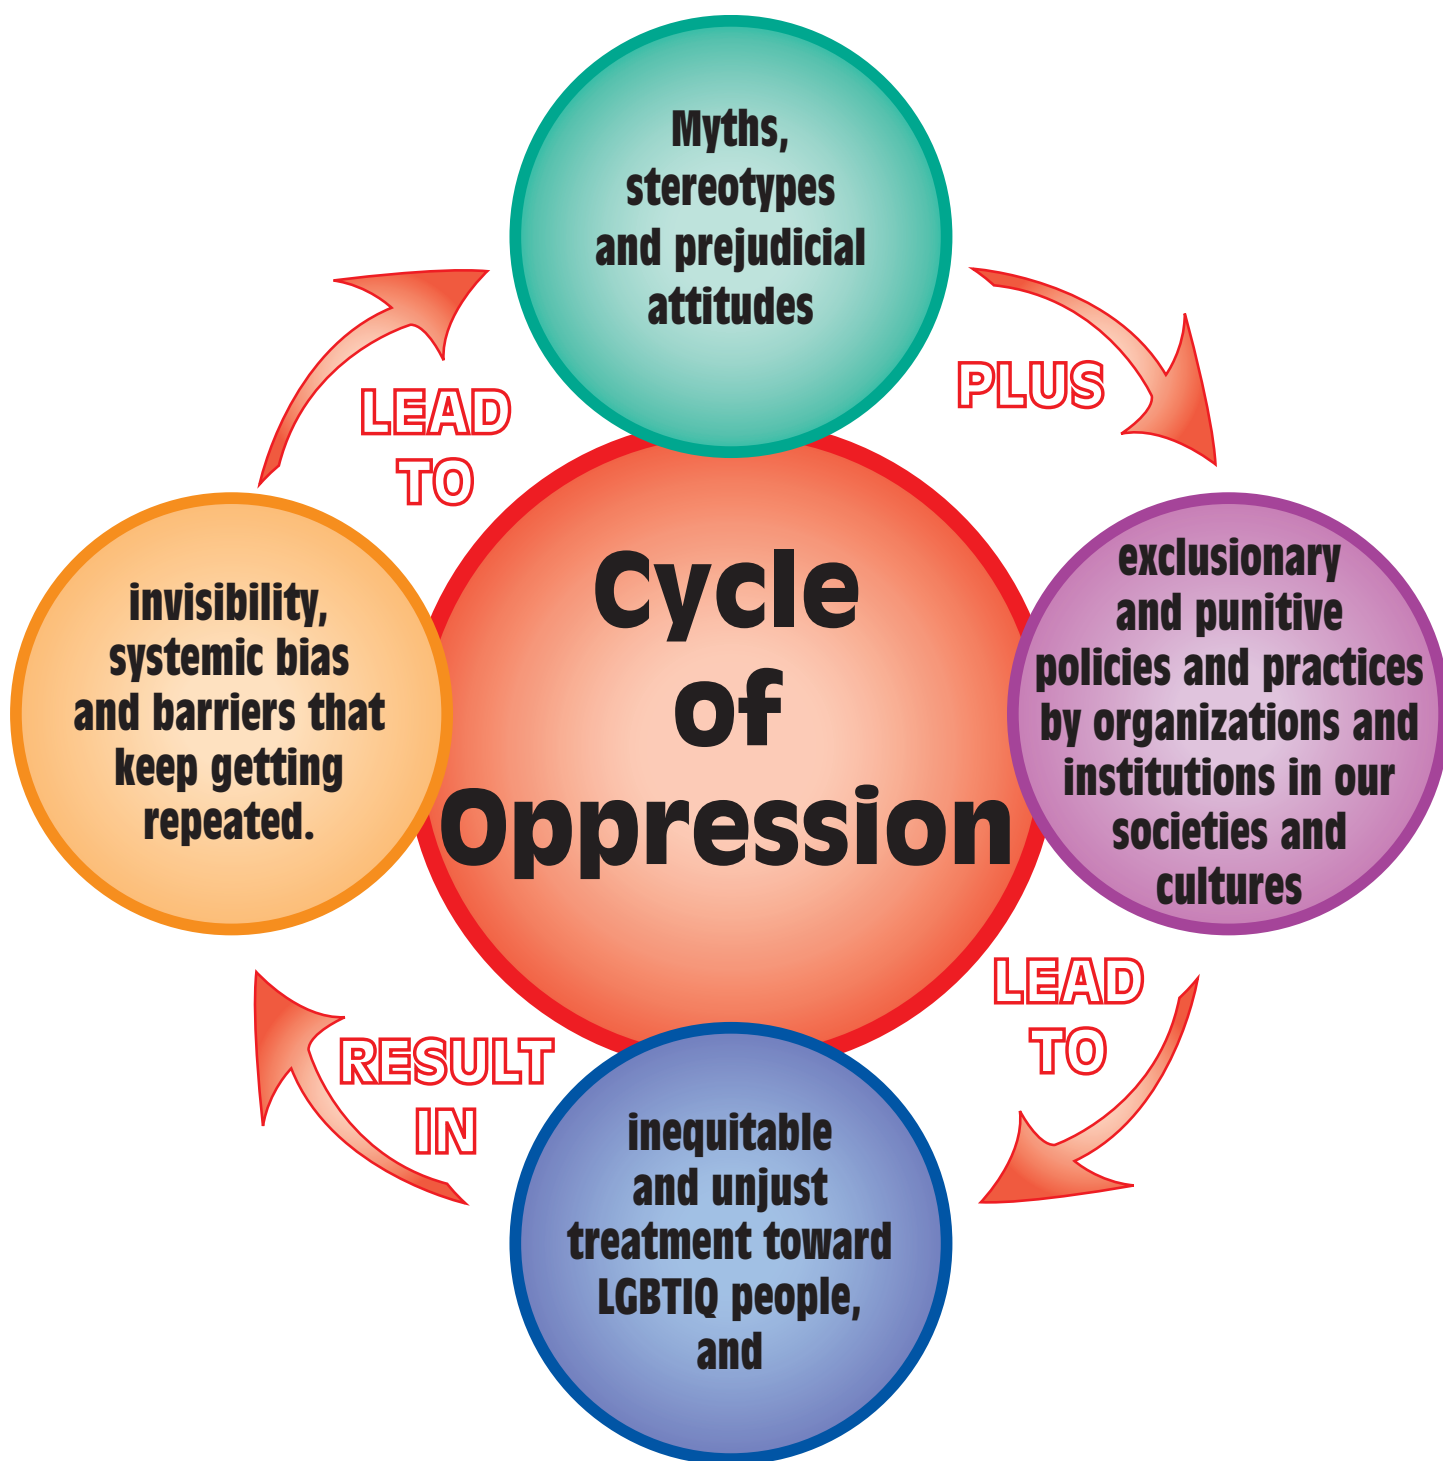 Myths,
stereotypes
and prejudicial
attitudes
PLUS
exclusionary
and punitive
policies and practices
by organizations and
institutions in our
societies and
cultures
LEAD
TO
inequitable
and unjust
treatment toward
LGBTIQ people,
and
RESULT
IN
invisibility,
systemic bias
and barriers that
keep getting
repeated.
LEAD
TO
Cycle
of
Oppression